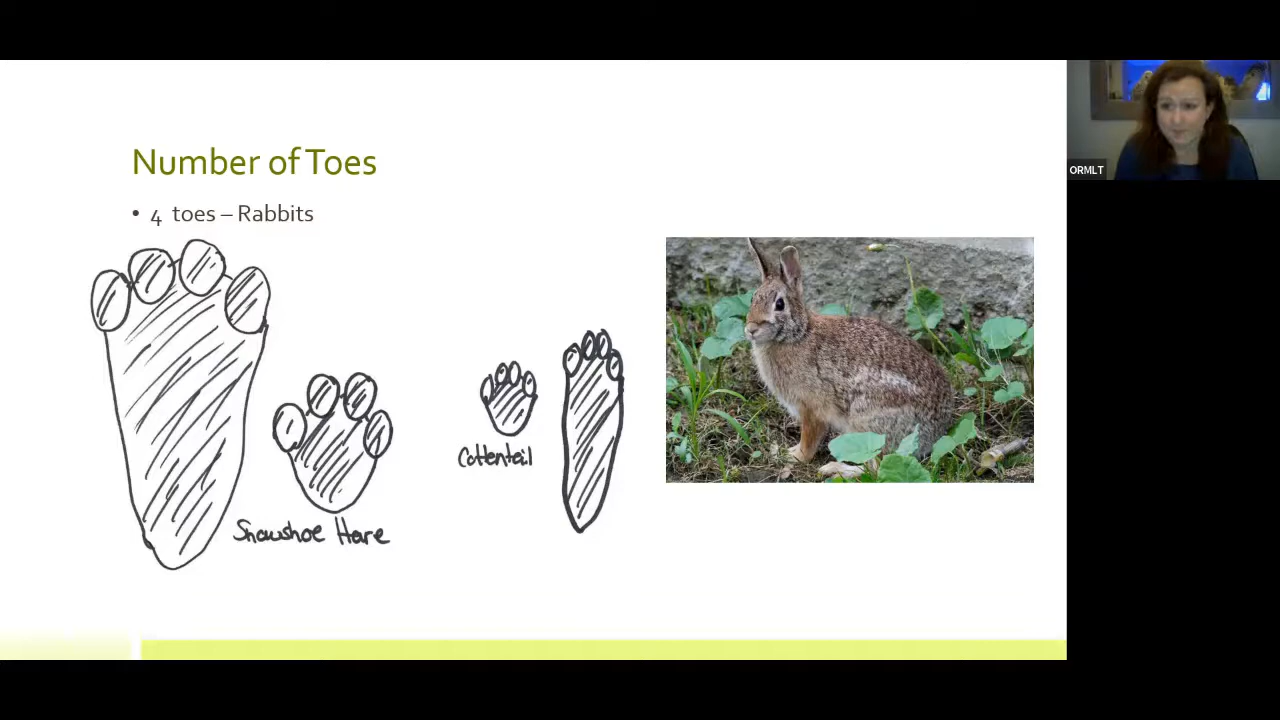 Number of Toes
• 4 toes – Rabbits
Cottentail
Snowshoe Hare
ORMLT